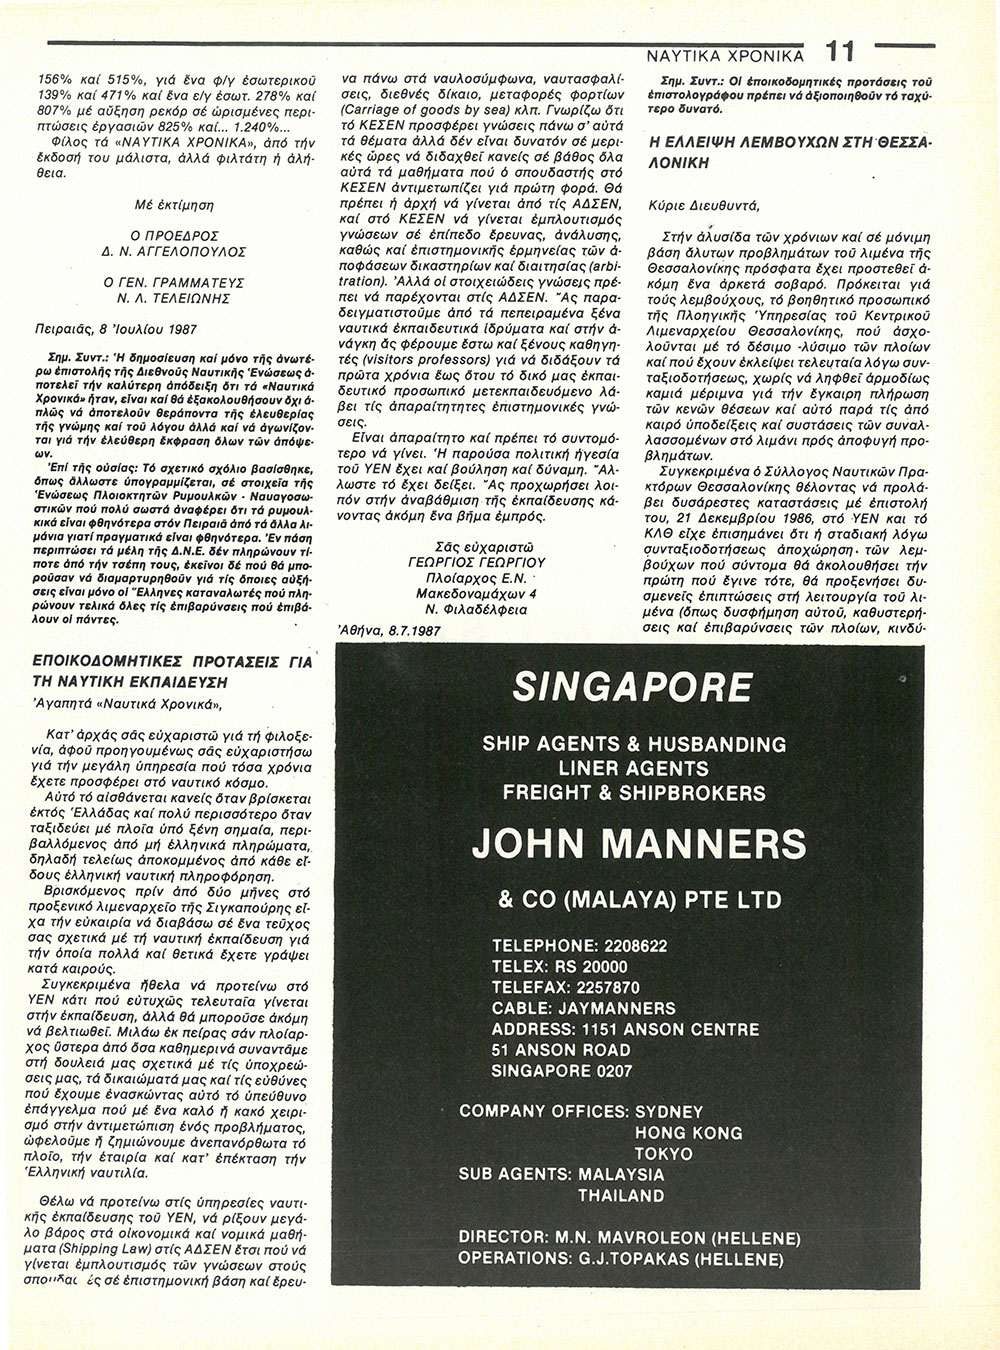 ΝΑΥΤΙΚΑ ΧΡΟΝΙΚΑ 11
156% καί 515%, γιά ἕνα φ/γ ἐσωτερικοῦ
139% καί 471% καί ἕνα ε/γ ἐσωτ. 278% καί
807% μέ αὔξηση ρεκόρ σέ ὡρισμένες περι-
πτώσεις ἐργασιῶν 825% καί... 1.240%...
Φίλος τά «ΝΑΥΤΙΚΑ ΧΡΟΝΙΚΑ», ἀπό τήν
ἔκδοσή του μάλιστα, ἀλλά φιλτάτη ἡ ἀλή-
θεια.
Μέ ἐκτίμηση
Ο ΠΡΟΕΔΡΟΣ
Δ. Ν. ΑΓΓΕΛΟΠΟΥΛΟΣ
Ο ΓΕΝ. ΓΡΑΜΜΑΤΕΥΣ
Ν. Λ. ΤΕΛΕΙΩΝΗΣ
Πειραιᾶς, 8 Ἰουλίου 1987
Σημ. Συντ.: Ἡ δημοσίευση καί μόνο τῆς ἀνωτέ-
ρω ἐπιστολῆς τῆς Διεθνοῦς Ναυτικῆς Ἑνώσεως ἀ-
ποτελεῖ τήν καλύτερη ἀπόδειξη ὅτι τά «Ναυτικά
Χρονικά» ἦταν, εἶναι καί θά ἐξακολουθήσουν ὄχι ἁ-
πλῶς νά ἀποτελοῦν θεράποντα τῆς ἐλευθερίας
τῆς γνώμης καί τοῦ λόγου ἀλλά καί νά ἀγωνίζον-
ται γιά τήν ἐλεύθερη ἔκφραση ὅλων τῶν ἀπόψε-
ων.
Ἐπί τῆς οὐσίας: Τό σχετικό σχόλιο βασίσθηκε,
ὅπως ἄλλωστε ὑπογραμμίζεται, σέ στοιχεῖα τῆς
Ἑνώσεως Πλοιοκτητῶν Ρυμουλκῶν - Ναυαγοσω-
στικῶν πού πολύ σωστά ἀναφέρει ὅτι τά ρυμουλ-
κικά εἶναι φθηνότερα στόν Πειραιᾶ ἀπό τά ἄλλα λι-
μάνια γιατί πραγματικά εἶναι φθηνότερα. Ἐν πάση
περιπτώσει τά μέλη τῆς Δ.Ν.Ε. δέν πληρώνουν τί-
ποτε ἀπό τήν τσέπη τους, ἐκεῖνοι δέ πού θά μπο-
ροῦσαν νά διαμαρτυρηθοῦν γιά τίς ὅποιες αὐξή-
σεις εἶναι μόνο οἱ Ἕλληνες καταναλωτές πού πλη-
ρώνουν τελικά ὅλες τίς ἐπιβαρύνσεις πού ἐπιβά-
λουν οἱ πάντες.
ΕΠΟΙΚΟΔΟΜΗΤΙΚΕΣ ΠΡΟΤΑΣΕΙΣ ΓΙΑ
ΤΗ ΝΑΥΤΙΚΗ ΕΚΠΑΙΔΕΥΣΗ
Ἀγαπητά «Ναυτικά Χρονικά»,
Κατ' ἀρχάς σᾶς εὐχαριστῶ γιά τή φιλοξε-
νία, ἀφοῦ προηγουμένως σᾶς εὐχαριστήσω
γιά τήν μεγάλη ὑπηρεσία πού τόσα χρόνια
ἔχετε προσφέρει στό ναυτικό κόσμο.
Αὐτό τό αἰσθάνεται κανείς ὅταν βρίσκεται
ἐκτός Ἑλλάδας καί πολύ περισσότερο ὅταν
ταξιδεύει μέ πλοῖα ὑπό ξένη σημαία, περι-
βαλλόμενος ἀπό μή ἑλληνικά πληρώματα,
δηλαδή τελείως ἀποκομμένος ἀπό κάθε εἴ-
δους ἑλληνική ναυτική πληροφόρηση.
Βρισκόμενος πρίν ἀπό δύο μῆνες στό
προξενικό λιμεναρχεῖο τῆς Σιγκαπούρης εἶ-
χα τήν εὐκαιρία νά διαβάσω σέ ἕνα τεῦχος
σας σχετικά μέ τή ναυτική ἐκπαίδευση γιά
τήν ὁποία πολλά καί θετικά ἔχετε γράψει
κατά καιρούς.
Συγκεκριμένα ἤθελα νά προτείνω στό
ΥΕΝ κάτι πού εὐτυχῶς τελευταῖα γίνεται
στήν ἐκπαίδευση, ἀλλά θά μποροῦσε ἀκόμη
νά βελτιωθεῖ. Μιλάω ἐκ πείρας σάν πλοίαρ-
χος ὕστερα ἀπό ὅσα καθημερινά συναντᾶμε
στή δουλειά μας σχετικά μέ τίς ὑποχρεώ-
σεις μας, τά δικαιώματά μας καί τίς εὐθύνες
πού ἔχουμε ἐνασκώντας αὐτό τό ὑπεύθυνο
ἐπάγγελμα πού μέ ἕνα καλό ἤ κακό χειρι-
σμό στήν ἀντιμετώπιση ἑνός προβλήματος,
ὠφελοῦμε ἤ ζημιώνουμε ἀνεπανόρθωτα τό
πλοῖο, τήν ἑταιρία καί κατ' ἐπέκταση τήν
Ἑλληνική ναυτιλία.
Θέλω νά προτείνω στίς ὑπηρεσίες ναυτι-
κῆς ἐκπαίδευσης τοῦ ΥΕΝ, νά ρίξουν μεγά-
λο βάρος στά οἰκονομικά καί νομικά μαθή-
ματα (Shipping Law) στίς ΑΔΣΕΝ ἔτσι πού νά
γίνεται ἐμπλουτισμός τῶν γνώσεων στούς
σέ ἐπιστημονική βάση καί ἔρευ-
να πάνω στά ναυλοσύμφωνα, ναυτασφαλί-
σεις, διεθνές δίκαιο, μεταφορές φορτίων
(Carriage of goods by sea) κλπ. Γνωρίζω ὅτι
τό ΚΕΣΕΝ προσφέρει γνώσεις πάνω σ' αὐτά
τά θέματα ἀλλά δέν εἶναι δυνατόν σέ μερι-
κές ὧρες νά διδαχθεῖ κανείς σέ βάθος ὅλα
αὐτά τά μαθήματα πού ὁ σπουδαστής στό
ΚΕΣΕΝ ἀντιμετωπίζει γιά πρώτη φορά. Θά
πρέπει ἡ ἀρχή νά γίνεται ἀπό τίς ΑΔΣΕΝ,
καί στό ΚΕΣΕΝ νά γίνεται ἐμπλουτισμός
γνώσεων σέ ἐπίπεδο ἔρευνας, ἀνάλυσης,
καθώς καί ἐπιστημονικῆς ἑρμηνείας τῶν ἀ-
ποφάσεων δικαστηρίων καί διαιτησίας (arbi-
tration). Ἀλλά οἱ στοιχειώδεις γνώσεις πρέ-
πει νά παρέχονται στίς ΑΔΣΕΝ. Ἄς παρα-
δειγματιστοῦμε ἀπό τά πεπειραμένα ξένα
ναυτικά ἐκπαιδευτικά ἱδρύματα καί στήν ἀ-
νάγκη ἄς φέρουμε ἔστω καί ξένους καθηγη-
τές (visitors professors) γιά νά διδάξουν τά
πρῶτα χρόνια ἕως ὅτου τό δικό μας ἐκπαι-
δευτικό προσωπικό μετεκπαιδευόμενο λά-
βει τίς ἀπαραίτητες ἐπιστημονικές γνώ-
σεις.
Εἶναι ἀπαραίτητο καί πρέπει τό συντομό-
τερο νά γίνει. Ἡ παρούσα πολιτική ἡγεσία
τοῦ ΥΕΝ ἔχει καί βούληση καί δύναμη. Ἄλ-
λωστε τό ἔχει δείξει. Ἄς προχωρήσει λοι-
πόν στήν ἀναβάθμιση τῆς ἐκπαίδευσης κά-
νοντας ἀκόμη ἕνα βῆμα ἐμπρός.
Σᾶς εὐχαριστῶ
ΓΕΩΡΓΙΟΣ ΓΕΩΡΓΙΟΥ
Πλοίαρχος Ε.Ν.
Μακεδονομάχων 4
Ν. Φιλαδέλφεια
Ἀθήνα, 8.7.1987
Σημ. Συντ.: Οἱ ἐποικοδομητικές προτάσεις τοῦ
ἐπιστολογράφου πρέπει νά ἀξιοποιηθοῦν τό ταχύ-
τερο δυνατό.
Η ΕΛΛΕΙΨΗ ΛΕΜΒΟΥΧΩΝ ΣΤΗ ΘΕΣΣΑ-
ΛΟΝΙΚΗ
Κύριε Διευθυντά,
Στήν ἁλυσίδα τῶν χρόνιων καί σέ μόνιμη
βάση ἄλυτων προβλημάτων τοῦ λιμένα τῆς
Θεσσαλονίκης πρόσφατα ἔχει προστεθεῖ ἀ-
κόμη ἕνα ἀρκετά σοβαρό. Πρόκειται γιά
τούς λεμβούχους, τό βοηθητικό προσωπικό
τῆς Πλοηγικῆς Ὑπηρεσίας τοῦ Κεντρικοῦ
Λιμεναρχείου Θεσσαλονίκης, πού ἀσχο-
λοῦνται μέ τό δέσιμο -λύσιμο τῶν πλοίων
καί πού ἔχουν ἐκλείψει τελευταία λόγω συν-
ταξιοδοτήσεως, χωρίς νά ληφθεῖ ἁρμοδίως
καμιά μέριμνα γιά τήν ἔγκαιρη πλήρωση
τῶν κενῶν θέσεων καί αὐτό παρά τίς ἀπό
καιρό ὑποδείξεις καί συστάσεις τῶν συναλ-
λασσομένων στό λιμάνι πρός ἀποφυγή προ-
βλημάτων.
Συγκεκριμένα ὁ Σύλλογος Ναυτικῶν Πρα-
κτόρων Θεσσαλονίκης θέλοντας νά προλά-
βει δυσάρεστες καταστάσεις μέ ἐπιστολή
του, 21 Δεκεμβρίου 1986, στό ΥΕΝ καί τό
ΚΛΘ εἶχε ἐπισημάνει ὅτι ἡ σταδιακή λόγω
συνταξιοδοτήσεως ἀποχώρηση τῶν λεμ-
βούχων πού σύντομα θά ἀκολουθήσει τήν
πρώτη πού ἔγινε τότε, θά προξενήσει δυ-
σμενεῖς ἐπιπτώσεις στή λειτουργία τοῦ λι-
μένα (ὅπως δυσφήμηση αὐτοῦ, καθυστερή-
σεις καί ἐπιβαρύνσεις τῶν πλοίων, κινδύ-
SINGAPORE
SHIP AGENTS & HUSBANDING
LINER AGENTS
FREIGHT & SHIPBROKERS
JOHN MANNERS
& CO (MALAYA) PTE LTD
TELEPHONE: 2208622
TELEX: RS 20000
TELEFAX: 2257870
CABLE: JAYMANNERS
ADDRESS: 1151 ANSON CENTRE
51 ANSON ROAD
SINGAPORE 0207
COMPANY OFFICES: SYDNEY
HONG KONG
TOKYO
SUB AGENTS: MALAYSIA
THAILAND
DIRECTOR: M.N. MAVROLEON (HELLENE)
OPERATIONS: G.J.TOPAKAS (HELLENE)